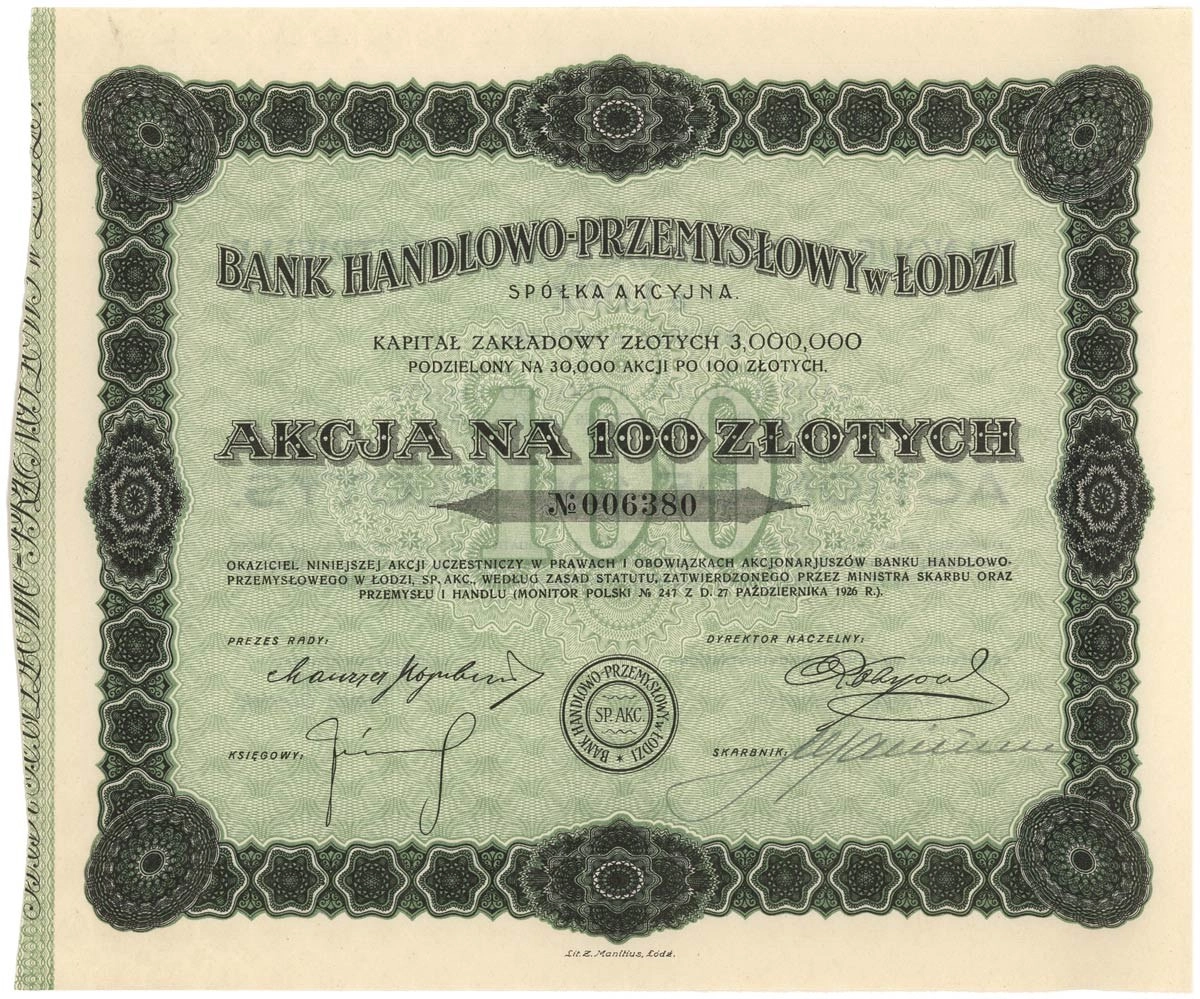 BANK HANDLOWO-PRZEMYSŁOWY w ŁODZI
SPÓŁKA AKCYJNA.
KAPITAŁ ZAKŁADOWY ZŁOTYCH 3,000,000
PODZIELONY NA 30,000 AKCJI PO 100 ZŁOTYCH.
100
AKCJA NA 100 ZŁOTYCH
№ 006380
OKAZICIEL NINIEJSZEJ AKCJI UCZESTNICZY W PRAWACH I OBOWIĄZKACH AKCJONARJUSZÓW BANKU HANDLOWO-
PRZEMYSŁOWEGO W ŁODZI, SP. AKC., WEDŁUG ZASAD STATUTU, ZATWIERDZONEGO PRZEZ MINISTRA SKARBU ORAZ
PRZEMYSŁU I HANDLU (MONITOR POLSKI № 247 Z D. 27 PAŹDZIERNIKA 1926 R.).
PREZES RADY:
DYREKTOR NACZELNY:
BANK HANDLOWO-PRZEMYSŁOWY w ŁODZI
SP. AKC.
KSIĘGOWY:
SKARBNIK:
Lit. Z. Manitius, Łódź.